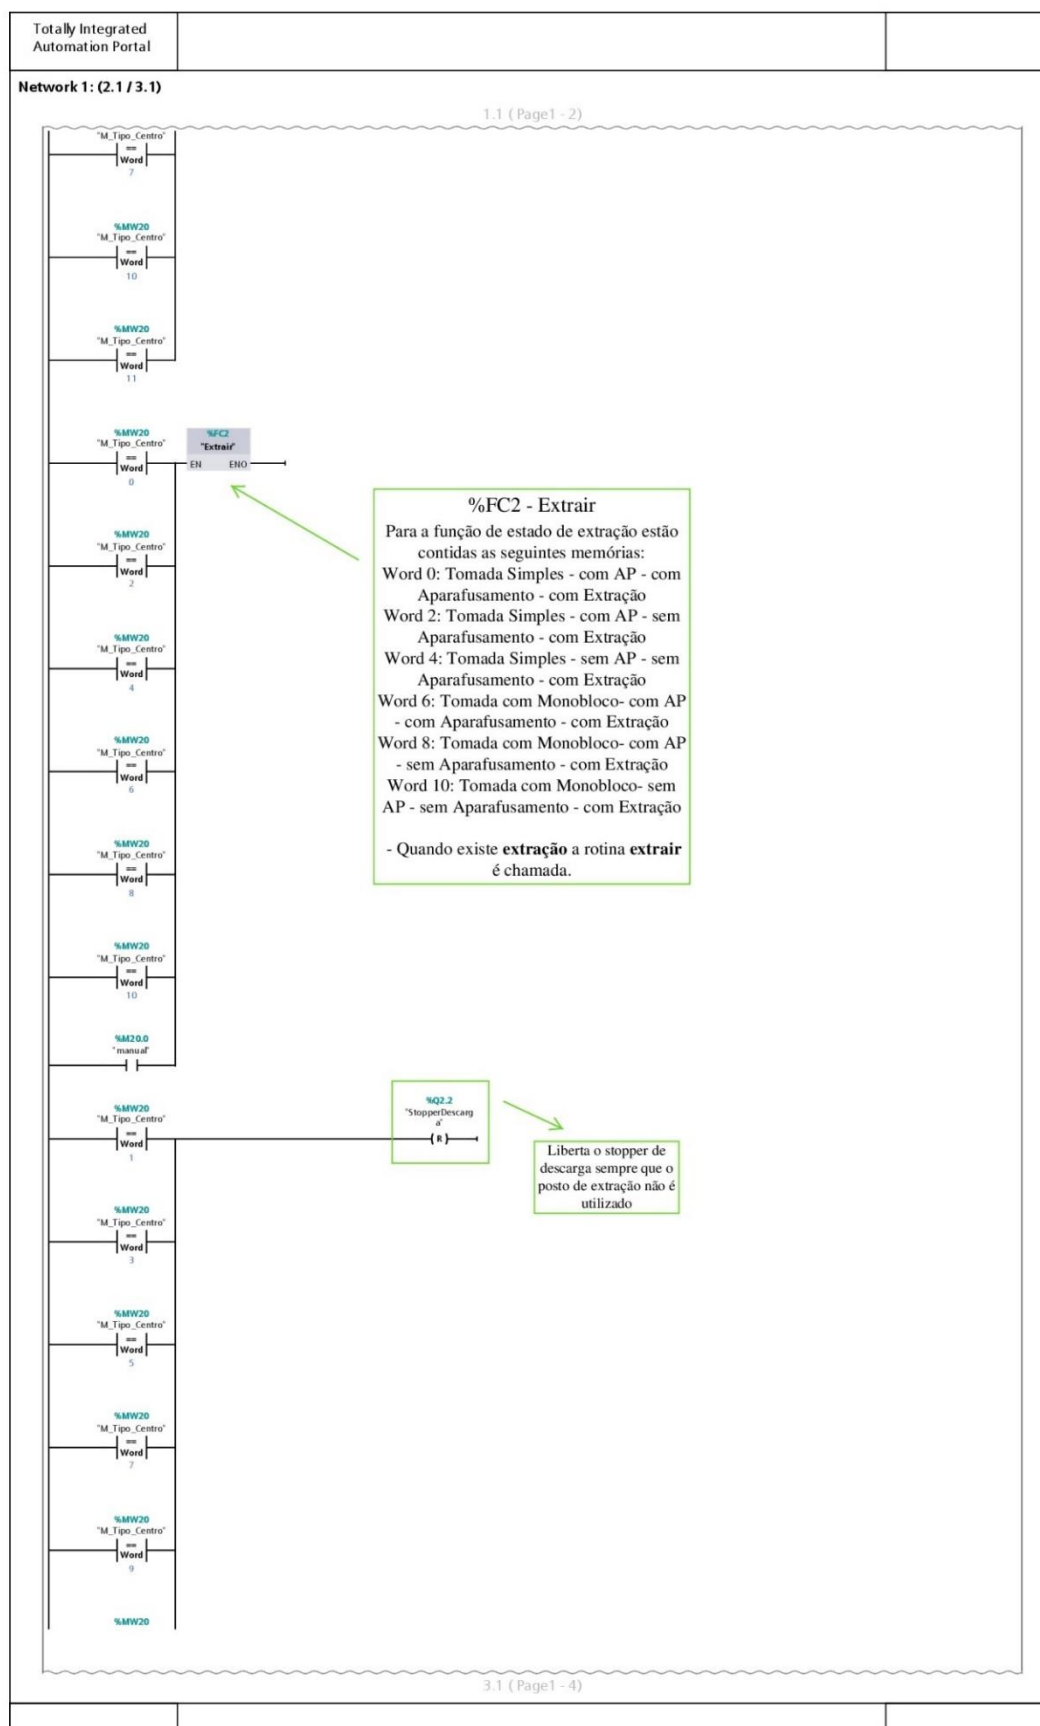 Totally Integrated
Automation Portal
Network 1: (2.1 / 3.1)
1.1 ( Page1 - 2)
"M_Tipo_Centro"
==
Word
7
%MW20
"M_Tipo_Centro"
==
Word
10
%MW20
"M_Tipo_Centro"
==
Word
11
%MW20
"M_Tipo_Centro"
==
Word
0
%FC2
"Extrair"
EN ENO
%FC2 - Extrair
Para a função de estado de extração estão
contidas as seguintes memórias:
Word 0: Tomada Simples - com AP - com
Aparafusamento - com Extração
Word 2: Tomada Simples - com AP - sem
Aparafusamento - com Extração
Word 4: Tomada Simples - sem AP - sem
Aparafusamento - com Extração
Word 6: Tomada com Monobloco- com AP
- com Aparafusamento - com Extração
Word 8: Tomada com Monobloco- com AP
- sem Aparafusamento - com Extração
Word 10: Tomada com Monobloco- sem
AP - sem Aparafusamento - com Extração
- Quando existe extração a rotina extrair
é chamada.
%MW20
"M_Tipo_Centro"
==
Word
2
%MW20
"M_Tipo_Centro"
==
Word
4
%MW20
"M_Tipo_Centro"
==
Word
6
%MW20
"M_Tipo_Centro"
==
Word
8
%MW20
"M_Tipo_Centro"
==
Word
10
%M20.0
"manual"
%MW20
"M_Tipo_Centro"
==
Word
1
%Q2.2
"StopperDescarg
a"
( R )
Liberta o stopper de
descarga sempre que o
posto de extração não é
utilizado
%MW20
"M_Tipo_Centro"
==
Word
3
%MW20
"M_Tipo_Centro"
==
Word
5
%MW20
"M_Tipo_Centro"
==
Word
7
%MW20
"M_Tipo_Centro"
==
Word
9
%MW20
3.1 ( Page1 - 4)